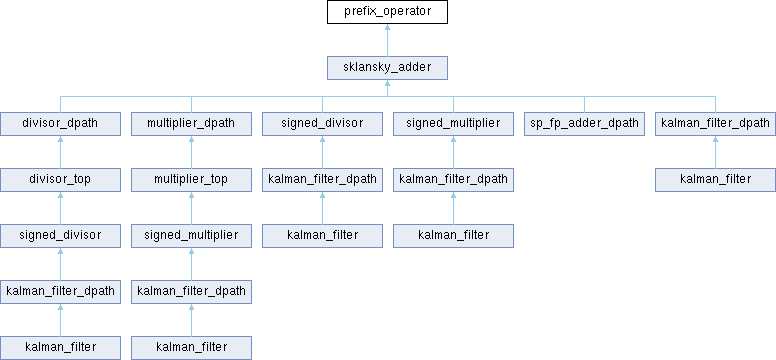 prefix_operator
sklansky_adder
divisor_dpath
multiplier_dpath
signed_divisor
signed_multiplier
sp_fp_adder_dpath
kalman_filter_dpath
divisor_top
multiplier_top
kalman_filter_dpath
kalman_filter_dpath
kalman_filter
signed_divisor
signed_multiplier
kalman_filter
kalman_filter
kalman_filter_dpath
kalman_filter_dpath
kalman_filter
kalman_filter